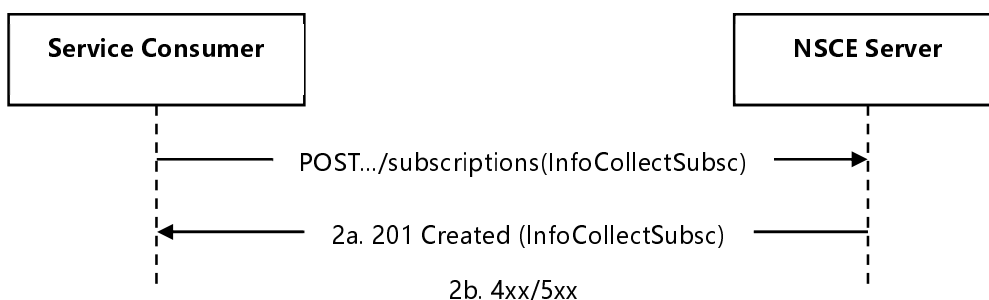 Service Consumer
NSCE Server
POST.../subscriptions(InfoCollectSubsc)
2a. 201 Created (InfoCollectSubsc)
2b. 4xx/5xx